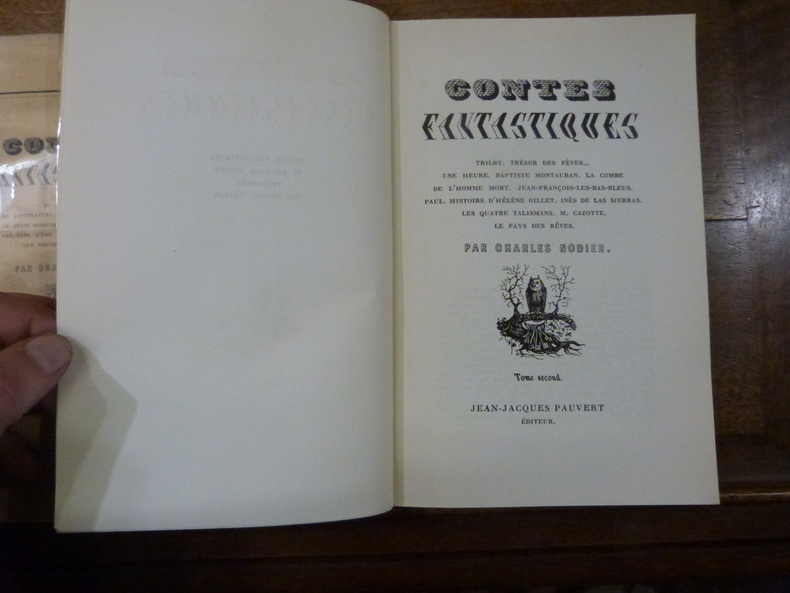 CONTES
FANTASTIQUES
TRILBY. TRÉSOR DES FÈVES...
UNE HEURE. BAPTISTE MONTAUBAN. LA COMBE
DE L'HOMME MORT. JEAN-FRANÇOIS-LES-BAS-BLEUS.
PAUL. HISTOIRE D'HÉLÈNE GILLET. INÈS DE LAS SIERRAS.
LES QUATRE TALISMANS. M. CAZOTTE.
LE PAYS DES RÊVES.
PAR CHARLES NODIER.
Tome second.
JEAN-JACQUES PAUVERT
ÉDITEUR.